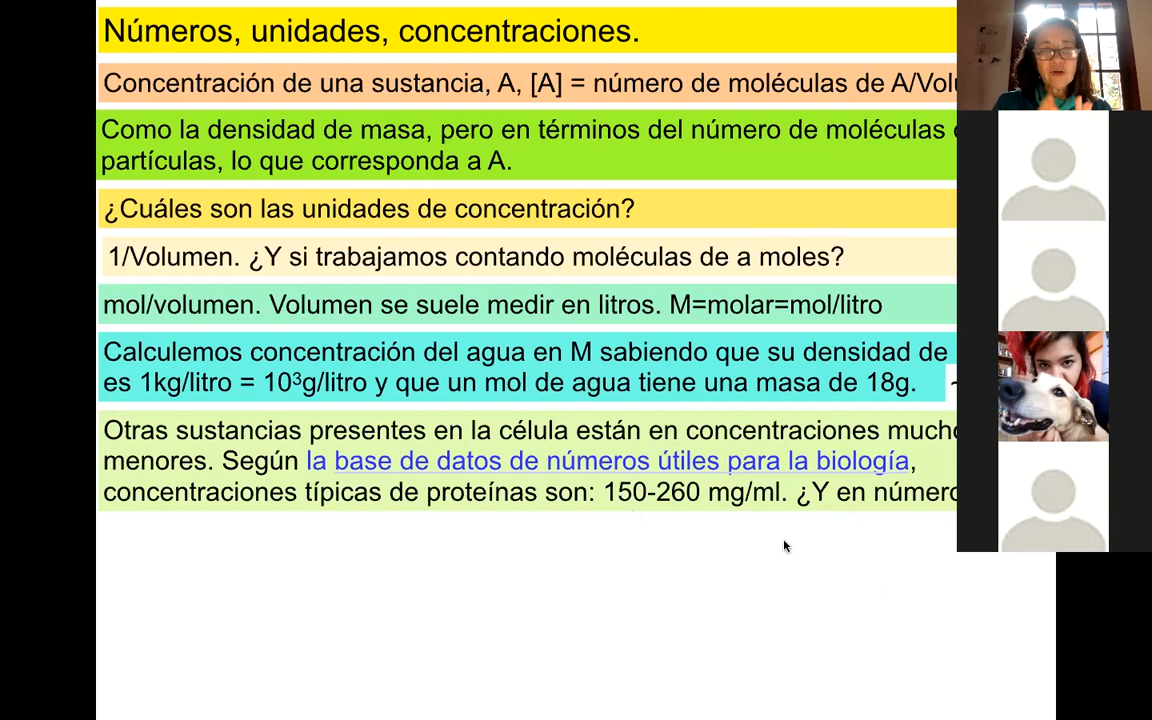 Números, unidades, concentraciones.
Concentración de una sustancia, A, [A] = número de moléculas de A/Volu
Como la densidad de masa, pero en términos del número de moléculas
partículas, lo que corresponda a A.
¿Cuáles son las unidades de concentración?
1/Volumen. ¿Y si trabajamos contando moléculas de a moles?
mol/volumen. Volumen se suele medir en litros. M=molar=mol/litro
Calculemos concentración del agua en M sabiendo que su densidad de
es 1kg/litro = 10³g/litro y que un mol de agua tiene una masa de 18g. ~
Otras sustancias presentes en la célula están en concentraciones mucho
menores. Según la base de datos de números útiles para la biología,
concentraciones típicas de proteínas son: 150-260 mg/ml. ¿Y en número